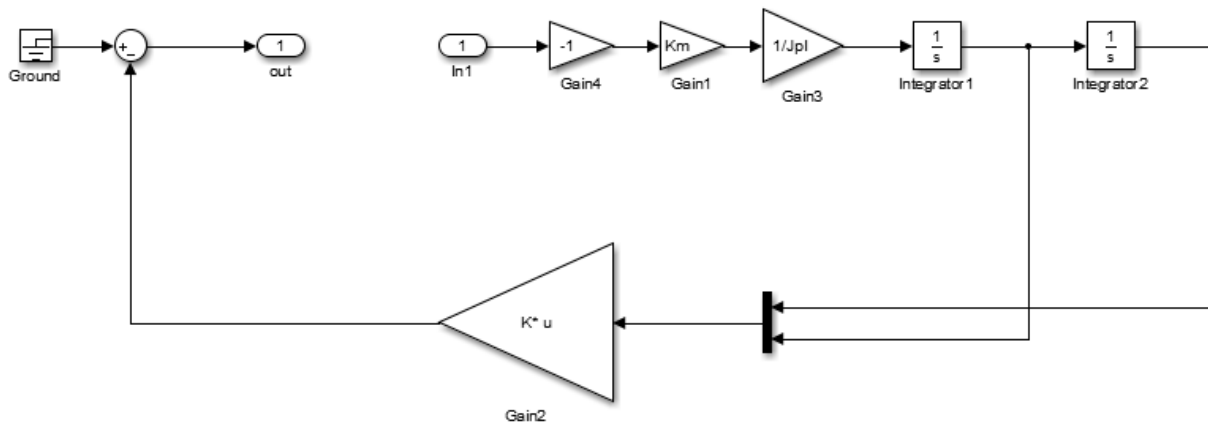 Ground
+
−
1
out
1
In1
-1
Gain4
Km
Gain1
1/Jpl
Gain3
1
s
Integrator1
1
s
Integrator2
K* u
Gain2